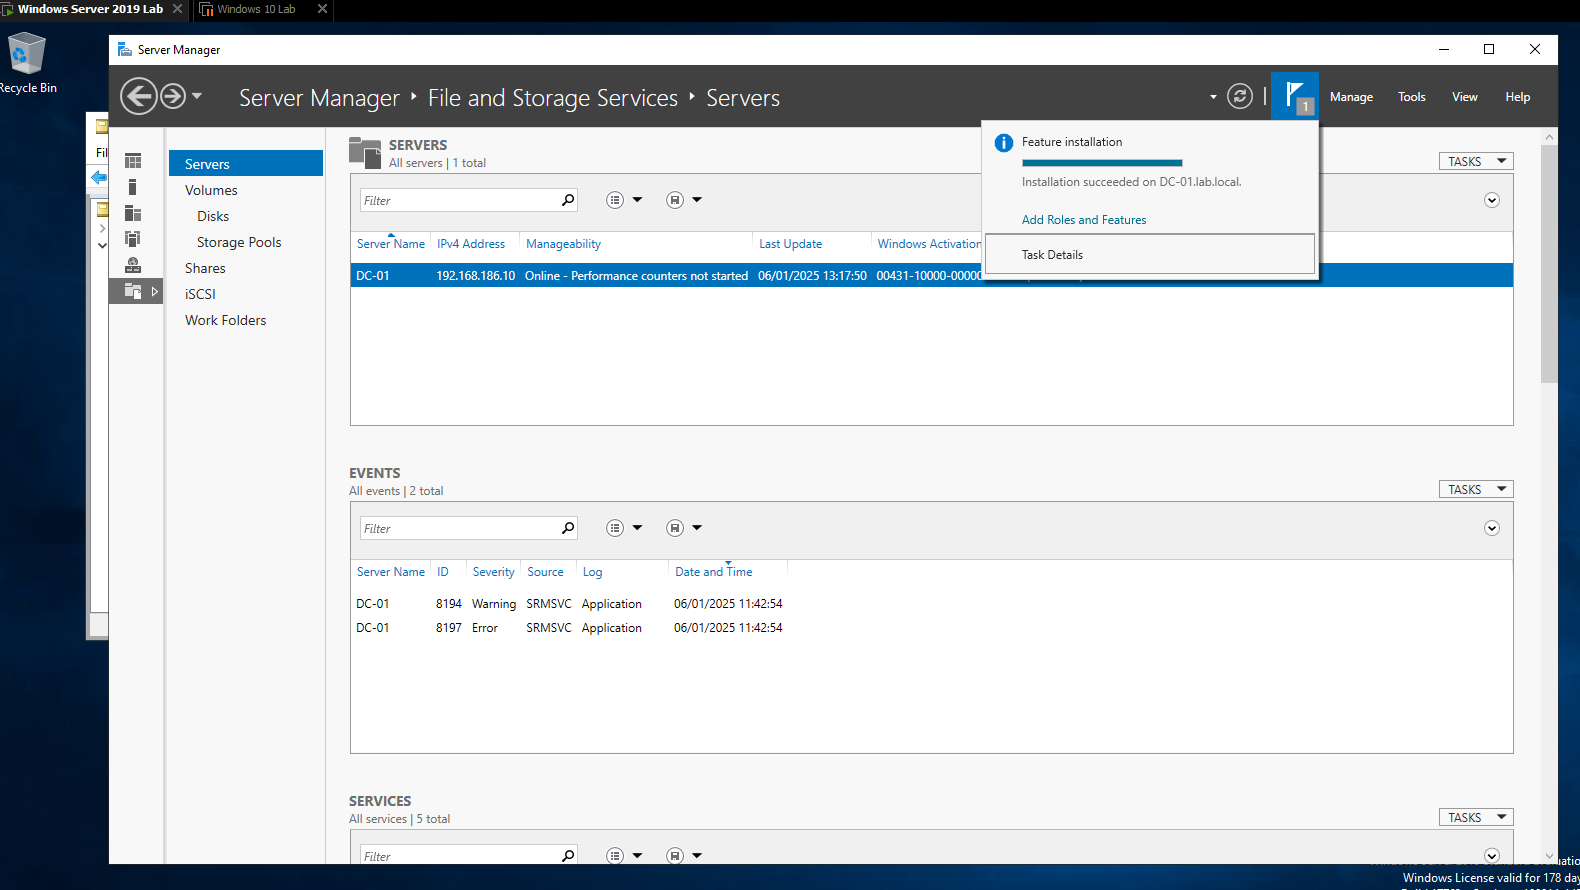 Windows Server 2019 Lab
Windows 10 Lab
Recycle Bin
Server Manager
Server Manager ‣ File and Storage Services ‣ Servers
1
Manage
Tools
View
Help
Fil
Servers
Volumes
Disks
Storage Pools
Shares
iSCSI
Work Folders
SERVERS
All servers | 1 total
TASKS
Filter
Server Name IPv4 Address Manageability Last Update Windows Activation
DC-01 192.168.186.10 Online - Performance counters not started 06/01/2025 13:17:50 00431-10000-00000
Feature installation
Installation succeeded on DC-01.lab.local.
Add Roles and Features
Task Details
EVENTS
All events | 2 total
TASKS
Filter
Server Name ID Severity Source Log Date and Time
DC-01 8194 Warning SRMSVC Application 06/01/2025 11:42:54
DC-01 8197 Error SRMSVC Application 06/01/2025 11:42:54
SERVICES
All services | 5 total
TASKS
Filter
Windows License valid for 178 day